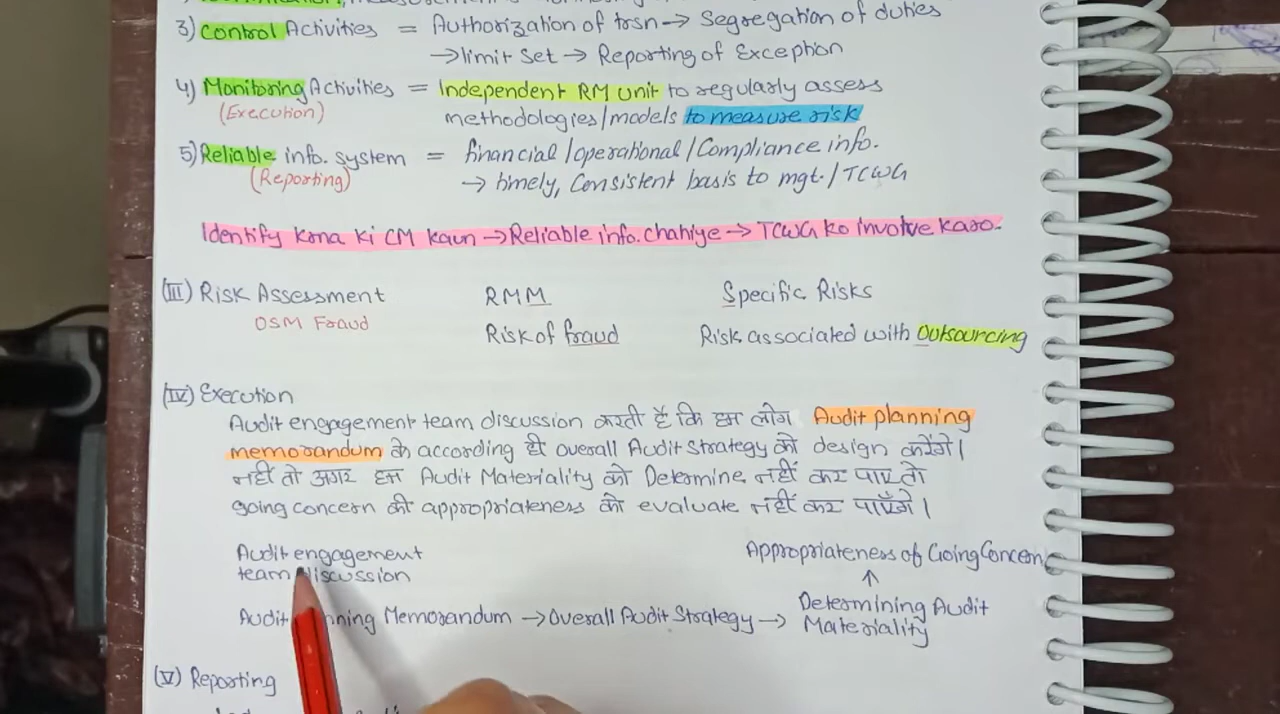 3) Control Activities = Authorization of trsn → Segregation of duties
→ limit set → Reporting of Exception
4) Monitoring Activities = Independent RM unit to regularly assess
(Execution) methodologies/models to measure risk
5) Reliable info. system = financial/operational/Compliance info.
(Reporting) → timely, Consistent basis to mgt./TCWG
Identify krna ki CM kaun → Reliable info. chahiye → TCWG ko involve karo.
(III) Risk Assessment RMM Specific Risks
OSM Fraud Risk of fraud Risk associated with Outsourcing
(IV) Execution
Audit engagement team discussion करती है कि हम लोग Audit planning
memorandum के according ही overall Audit Strategy को design करेंगे।
नहीं तो अगर हम Audit Materiality को Determine नहीं कर पाए तो
going concern की appropriateness को evaluate नहीं कर पाएँगे।
Audit engagement Appropriateness of Going Concern
team discussion ↑
Audit Memorandum → Overall Audit Strategy → Determining Audit
Materiality
(V) Reporting